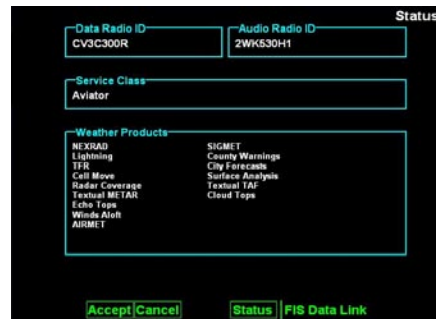 Status
Data Radio ID
CV3C300R
Audio Radio ID
2WK530H1
Service Class
Aviator
Weather Products
NEXRAD
Lightning
TFR
Cell Move
Radar Coverage
Textual METAR
Echo Tops
Winds Aloft
AIRMET
SIGMET
County Warnings
City Forecasts
Surface Analysis
Textual TAF
Cloud Tops
Accept Cancel Status FIS Data Link